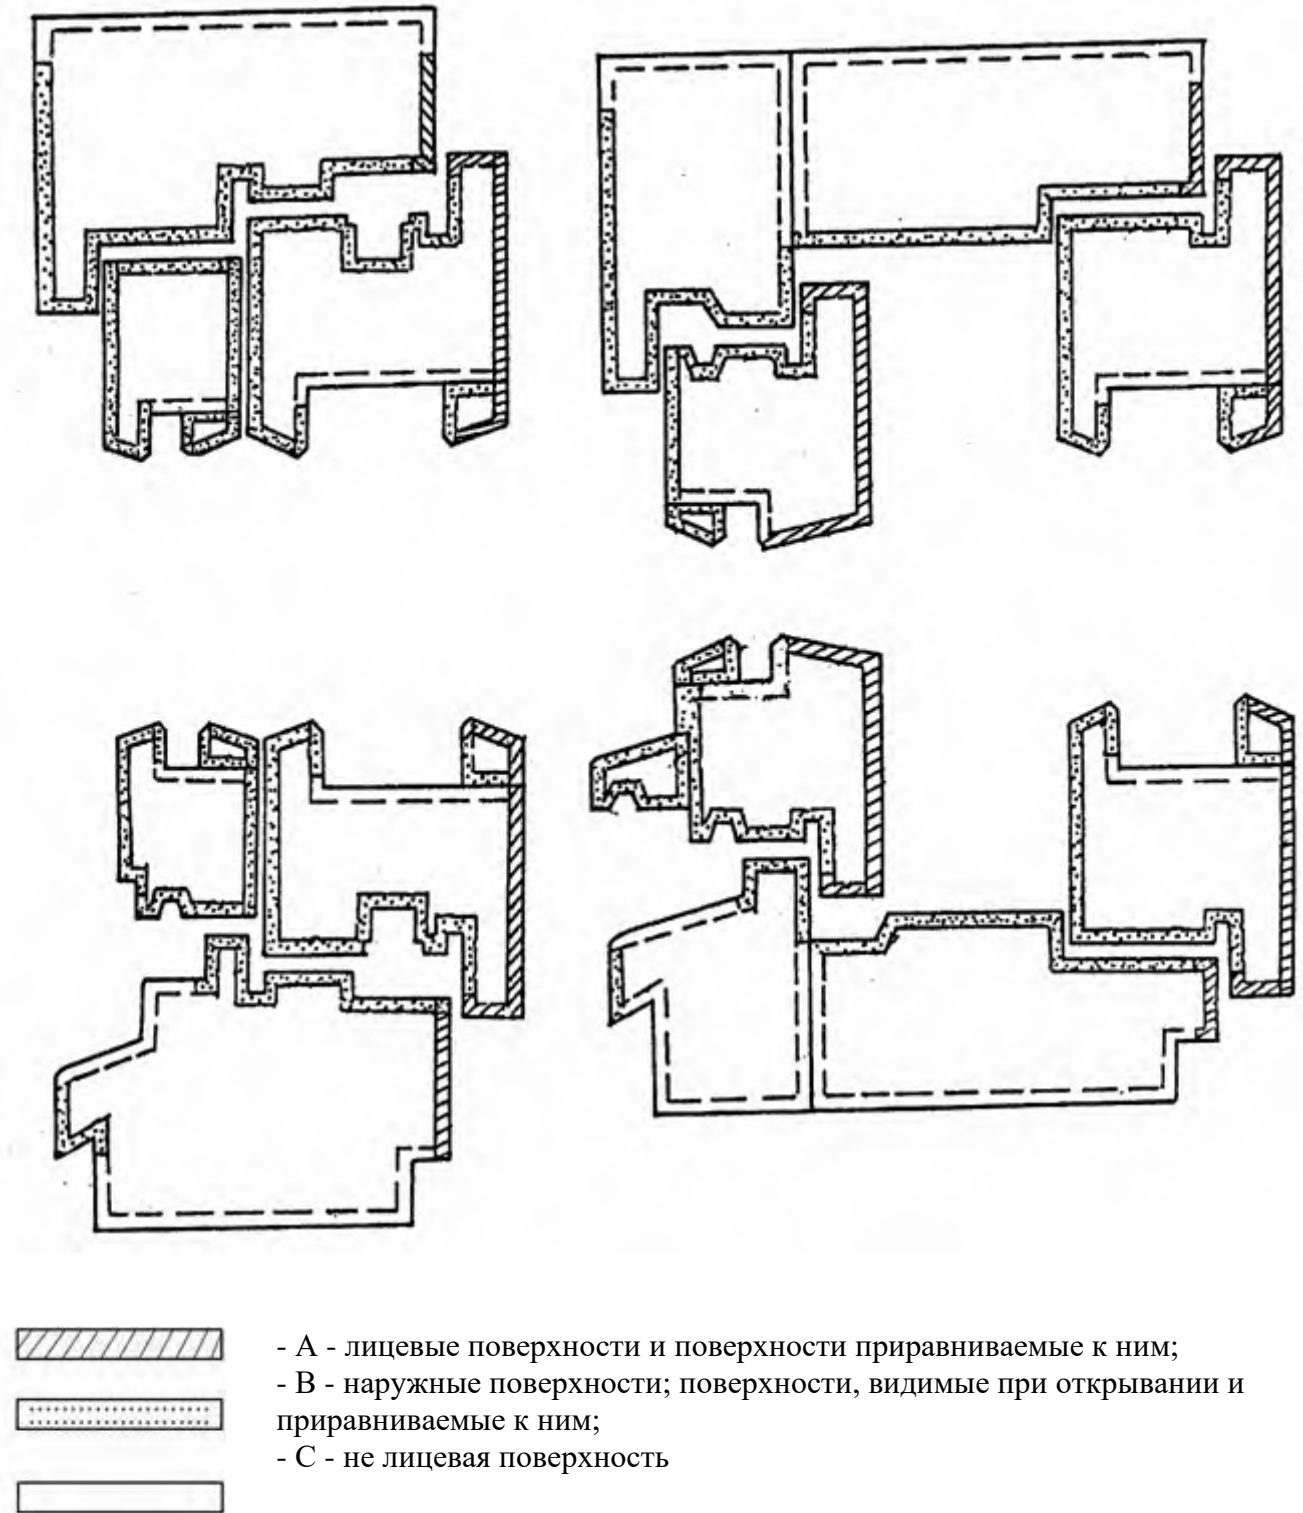 - А - лицевые поверхности и поверхности приравниваемые к ним;
- В - наружные поверхности; поверхности, видимые при открывании и
приравниваемые к ним;
- С - не лицевая поверхность